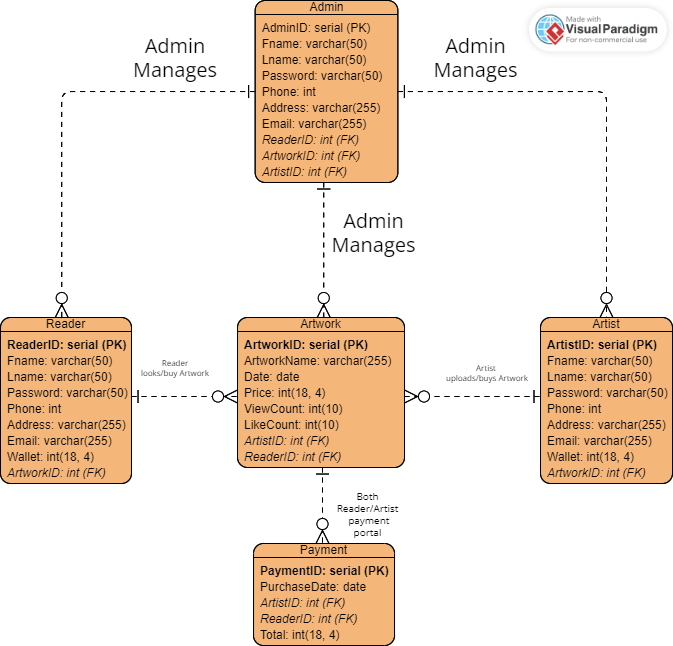 Admin
AdminID: serial (PK)
Fname: varchar(50)
Lname: varchar(50)
Password: varchar(50)
Phone: int
Address: varchar(255)
Email: varchar(255)
ReaderID: int (FK)
ArtworkID: int (FK)
ArtistID: int (FK)
Made with
VisualParadigm
For non-commercial use
Admin
Manages
Admin
Manages
Admin
Manages
Reader
ReaderID: serial (PK)
Fname: varchar(50)
Lname: varchar(50)
Password: varchar(50)
Phone: int
Address: varchar(255)
Email: varchar(255)
Wallet: int(18, 4)
ArtworkID: int (FK)
Reader
looks/buy Artwork
Artwork
ArtworkID: serial (PK)
ArtworkName: varchar(255)
Date: date
Price: int(18, 4)
ViewCount: int(10)
LikeCount: int(10)
ArtistID: int (FK)
ReaderID: int (FK)
Artist
uploads/buys Artwork
Artist
ArtistID: serial (PK)
Fname: varchar(50)
Lname: varchar(50)
Password: varchar(50)
Phone: int
Address: varchar(255)
Email: varchar(255)
Wallet: int(18, 4)
ArtworkID: int (FK)
Both
Reader/Artist
payment
portal
Payment
PaymentID: serial (PK)
PurchaseDate: date
ArtistID: int (FK)
ReaderID: int (FK)
Total: int(18, 4)